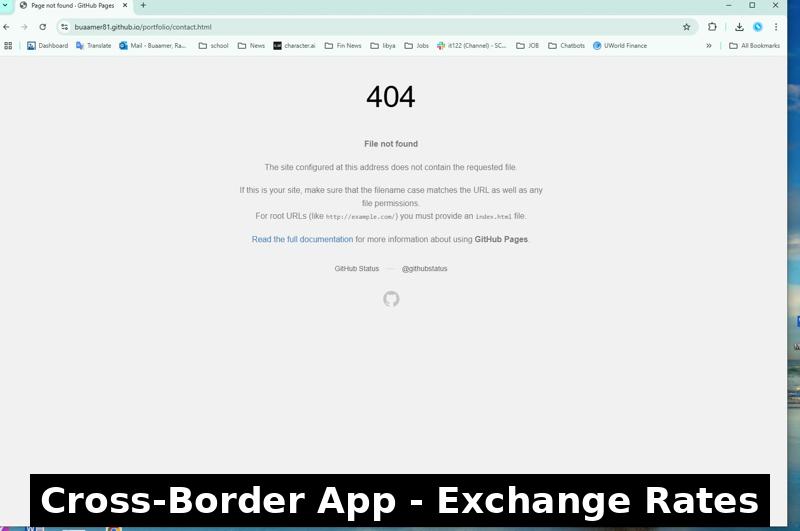 Page not found · GitHub Pages
buaamer81.github.io/portfolio/contact.html
Dashboard Translate Mail - Buaamer, Ra... school News character.ai Fin News libya Jobs it122 (Channel) - SC... JOB Chatbots UWorld Finance » All Bookmarks
404
File not found
The site configured at this address does not contain the requested file.
If this is your site, make sure that the filename case matches the URL as well as any
file permissions.
For root URLs (like http://example.com/) you must provide an index.html file.
Read the full documentation for more information about using GitHub Pages.
GitHub Status — @githubstatus
Cross-Border App - Exchange Rates